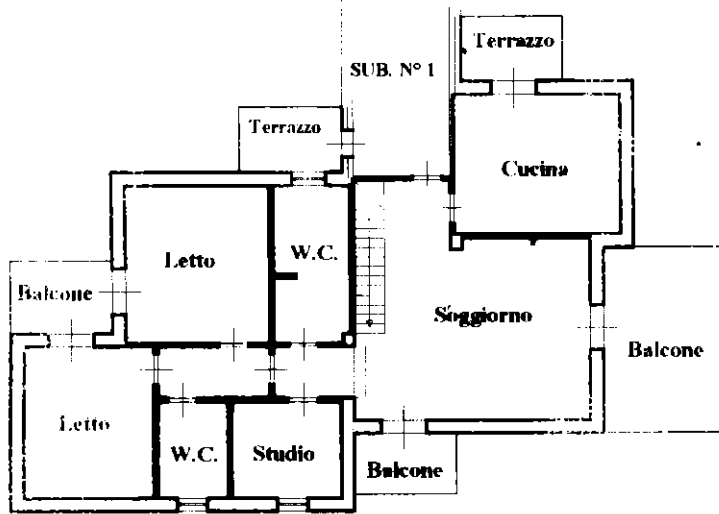 Terrazzo
SUB. N° 1
Terrazzo
Cucina
Letto
W.C.
Balcone
Soggiorno
Balcone
Letto
W.C.
Studio
Balcone